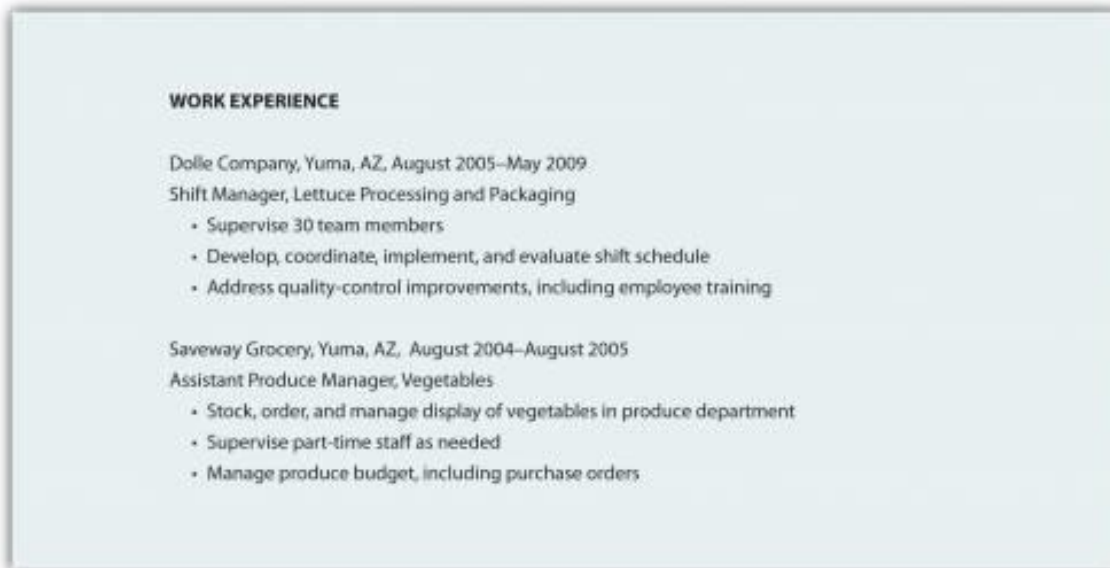 WORK EXPERIENCE
Dolle Company, Yuma, AZ, August 2005–May 2009
Shift Manager, Lettuce Processing and Packaging
• Supervise 30 team members
• Develop, coordinate, implement, and evaluate shift schedule
• Address quality-control improvements, including employee training
Saveway Grocery, Yuma, AZ, August 2004–August 2005
Assistant Produce Manager, Vegetables
• Stock, order, and manage display of vegetables in produce department
• Supervise part-time staff as needed
• Manage produce budget, including purchase orders